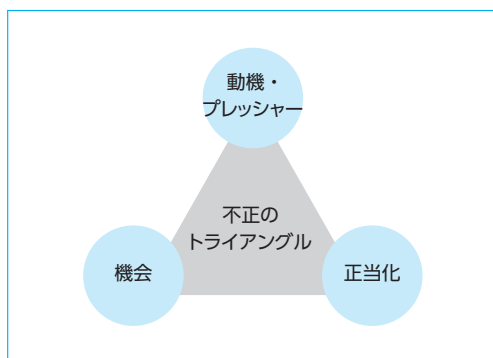 動機・
プレッシャー
不正の
トライアングル
機会
正当化